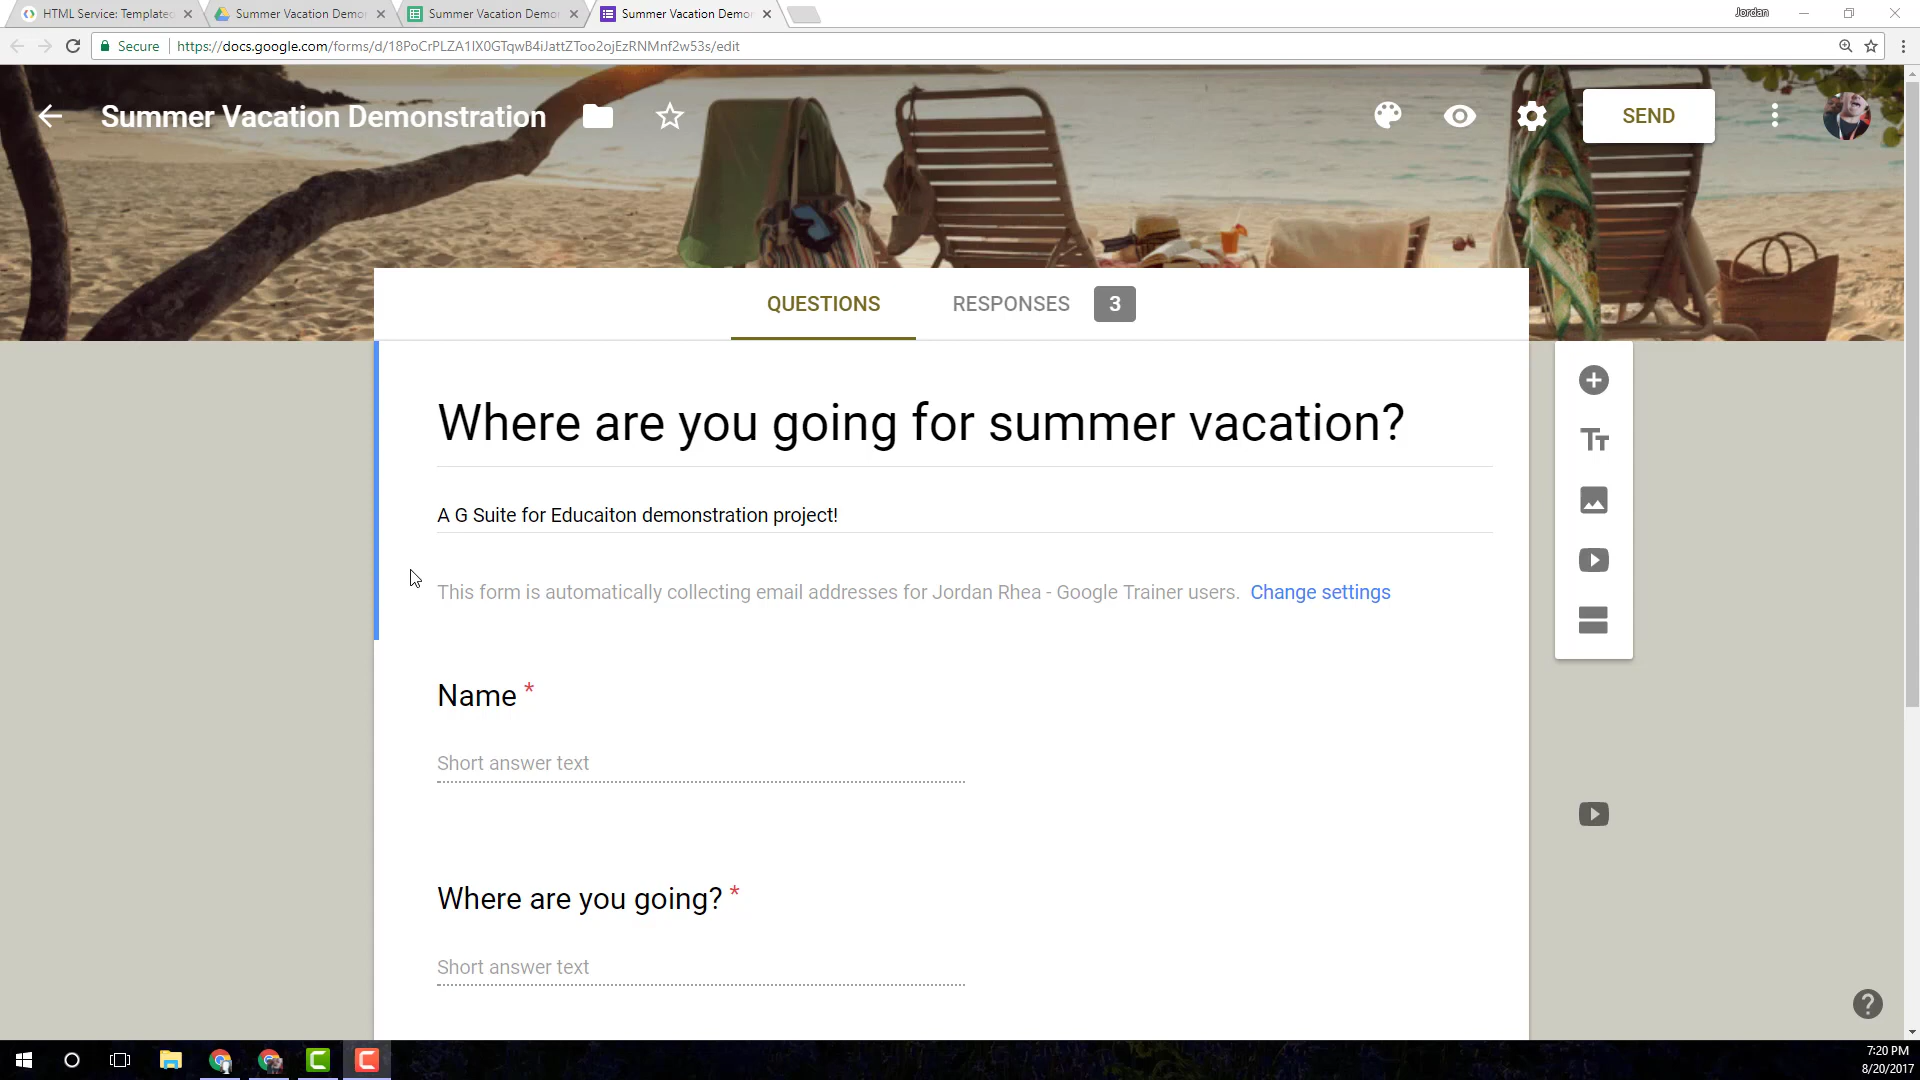 HTML Service: Template
Summer Vacation Demo
Summer Vacation Demo
Summer Vacation Demo
Jordan
Secure
https://docs.google.com/forms/d/18PoCrPLZA1IX0GTqwB4iJattZToo2ojEzRNMnf2w53s/edit
Summer Vacation Demonstration
SEND
QUESTIONS
RESPONSES 3
Where are you going for summer vacation?
A G Suite for Educaiton demonstration project!
This form is automatically collecting email addresses for Jordan Rhea - Google Trainer users. Change settings
Name *
Short answer text
Where are you going? *
Short answer text
7:20 PM
8/20/2017